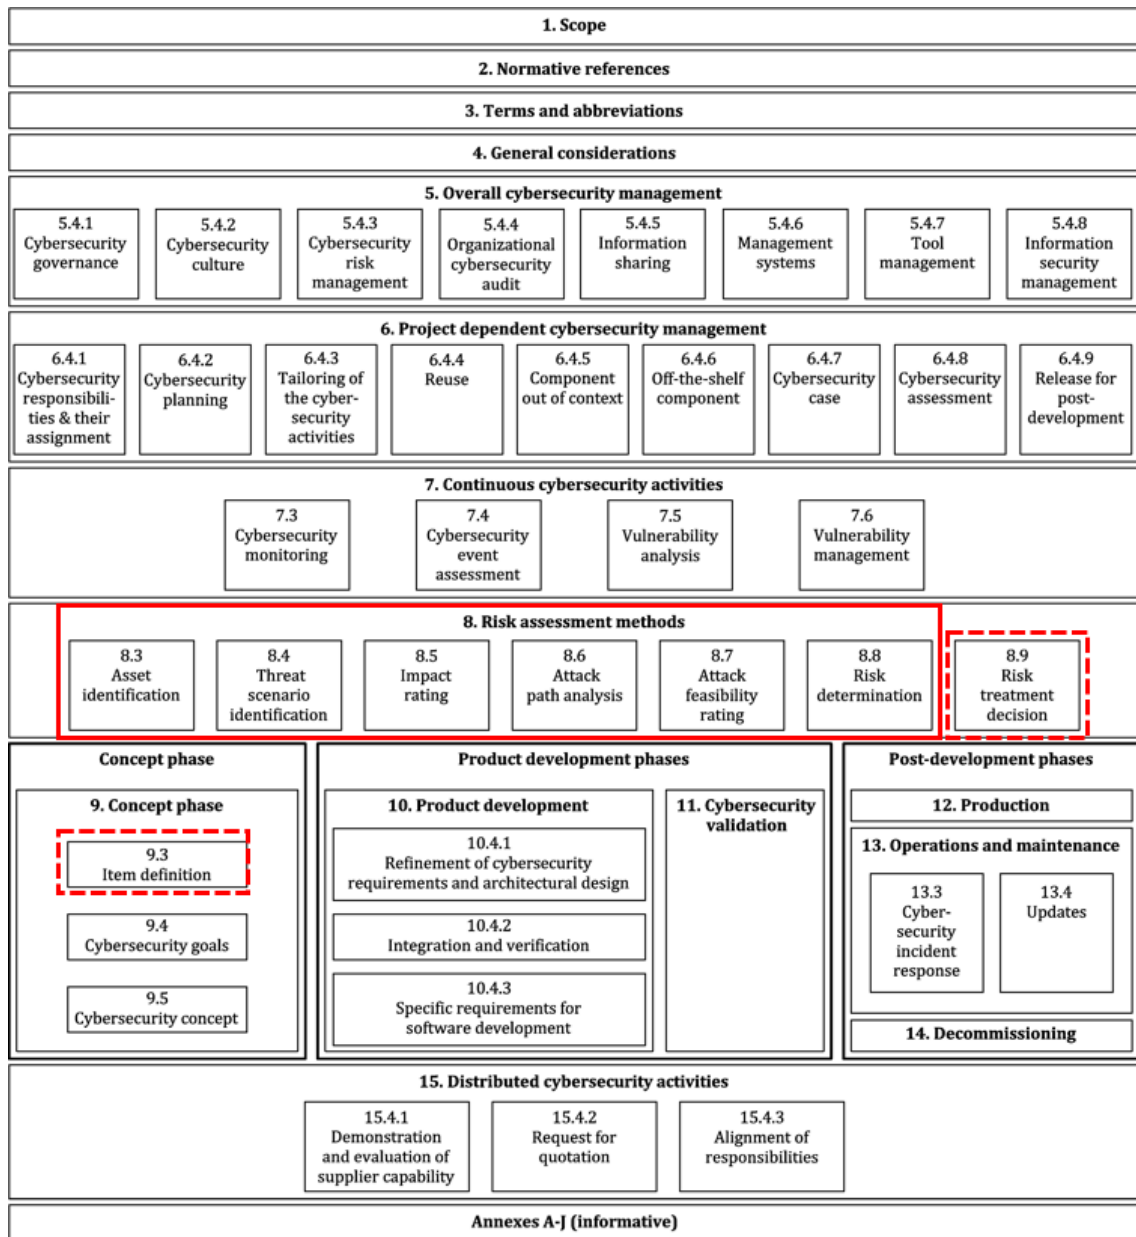 1. Scope
2. Normative references
3. Terms and abbreviations
4. General considerations
5. Overall cybersecurity management
5.4.1
Cybersecurity
governance
5.4.2
Cybersecurity
culture
5.4.3
Cybersecurity
risk
management
5.4.4
Organizational
cybersecurity
audit
5.4.5
Information
sharing
5.4.6
Management
systems
5.4.7
Tool
management
5.4.8
Information
security
management
6. Project dependent cybersecurity management
6.4.1
Cybersecurity
responsibili-
ties & their
assignment
6.4.2
Cybersecurity
planning
6.4.3
Tailoring of
the cyber-
security
activities
6.4.4
Reuse
6.4.5
Component
out of context
6.4.6
Off-the-shelf
component
6.4.7
Cybersecurity
case
6.4.8
Cybersecurity
assessment
6.4.9
Release for
post-
development
7. Continuous cybersecurity activities
7.3
Cybersecurity
monitoring
7.4
Cybersecurity
event
assessment
7.5
Vulnerability
analysis
7.6
Vulnerability
management
8. Risk assessment methods
8.3
Asset
identification
8.4
Threat
scenario
identification
8.5
Impact
rating
8.6
Attack
path analysis
8.7
Attack
feasibility
rating
8.8
Risk
determination
8.9
Risk
treatment
decision
Concept phase
9. Concept phase
9.3
Item definition
9.4
Cybersecurity goals
9.5
Cybersecurity concept
Product development phases
10. Product development
10.4.1
Refinement of cybersecurity
requirements and architectural design
10.4.2
Integration and verification
10.4.3
Specific requirements for
software development
11. Cybersecurity
validation
Post-development phases
12. Production
13. Operations and maintenance
13.3
Cyber-
security
incident
response
13.4
Updates
14. Decommissioning
15. Distributed cybersecurity activities
15.4.1
Demonstration
and evaluation of
supplier capability
15.4.2
Request for
quotation
15.4.3
Alignment of
responsibilities
Annexes A-J (informative)